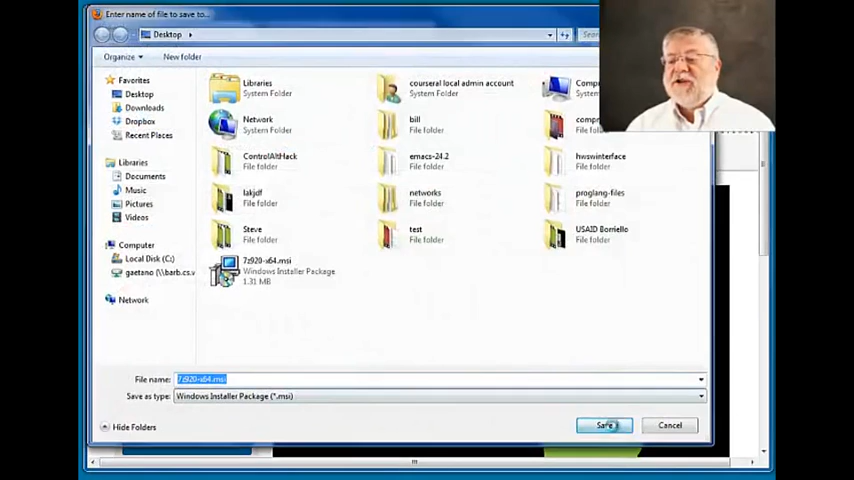 Enter name of file to save to...
Desktop
Organize
New folder
Favorites
Desktop
Downloads
Dropbox
Recent Places
Libraries
Documents
Music
Pictures
Videos
Computer
Local Disk (C:)
gaetano (\\barb.cs.v
Network
Libraries
System Folder
courseral local admin account
System Folder
System
Network
System Folder
bill
File folder
File folder
ControlAltHack
File folder
emacs-24.2
File folder
hwswinterface
File folder
lakjdf
File folder
networks
File folder
proglang-files
File folder
Steve
File folder
test
File folder
USAID Borriello
File folder
7z920-x64.msi
Windows Installer Package
1.31 MB
File name: 7z920-x64.msi
Save as type: Windows Installer Package (*.msi)
Hide Folders
Save
Cancel